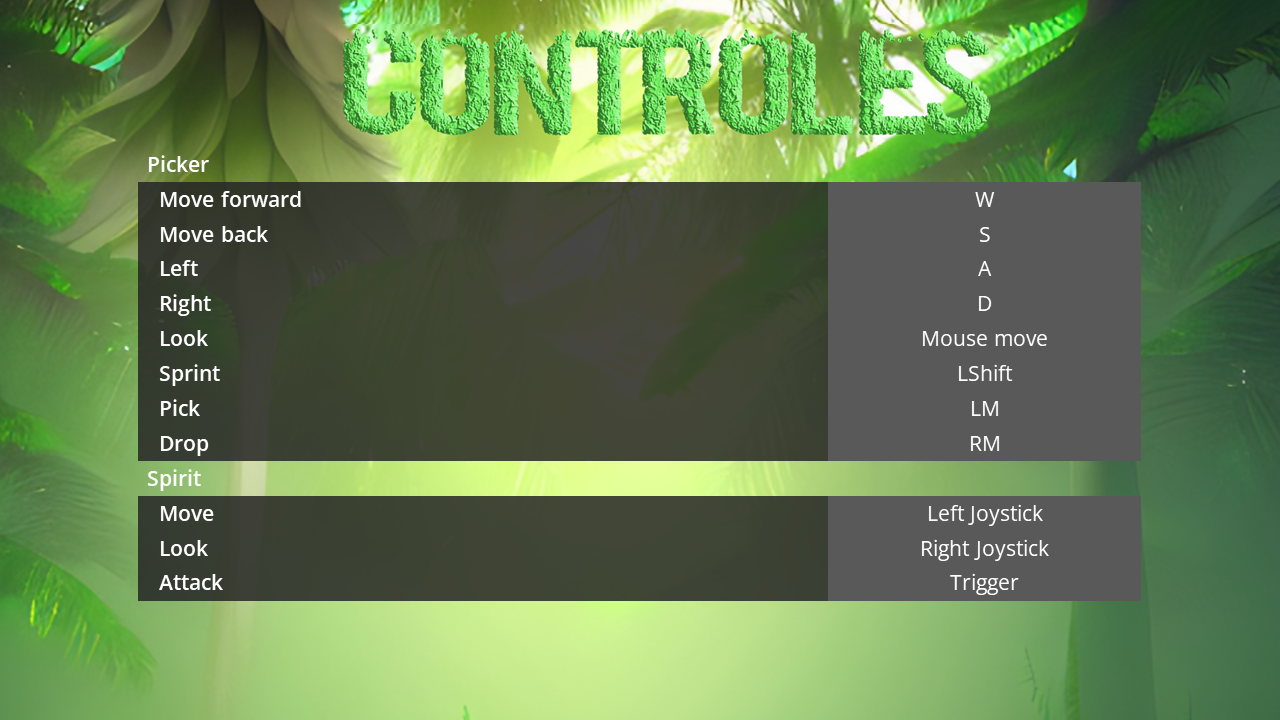 CONTROLES
Picker
Move forward W
Move back S
Left A
Right D
Look Mouse move
Sprint LShift
Pick LM
Drop RM
Spirit
Move Left Joystick
Look Right Joystick
Attack Trigger